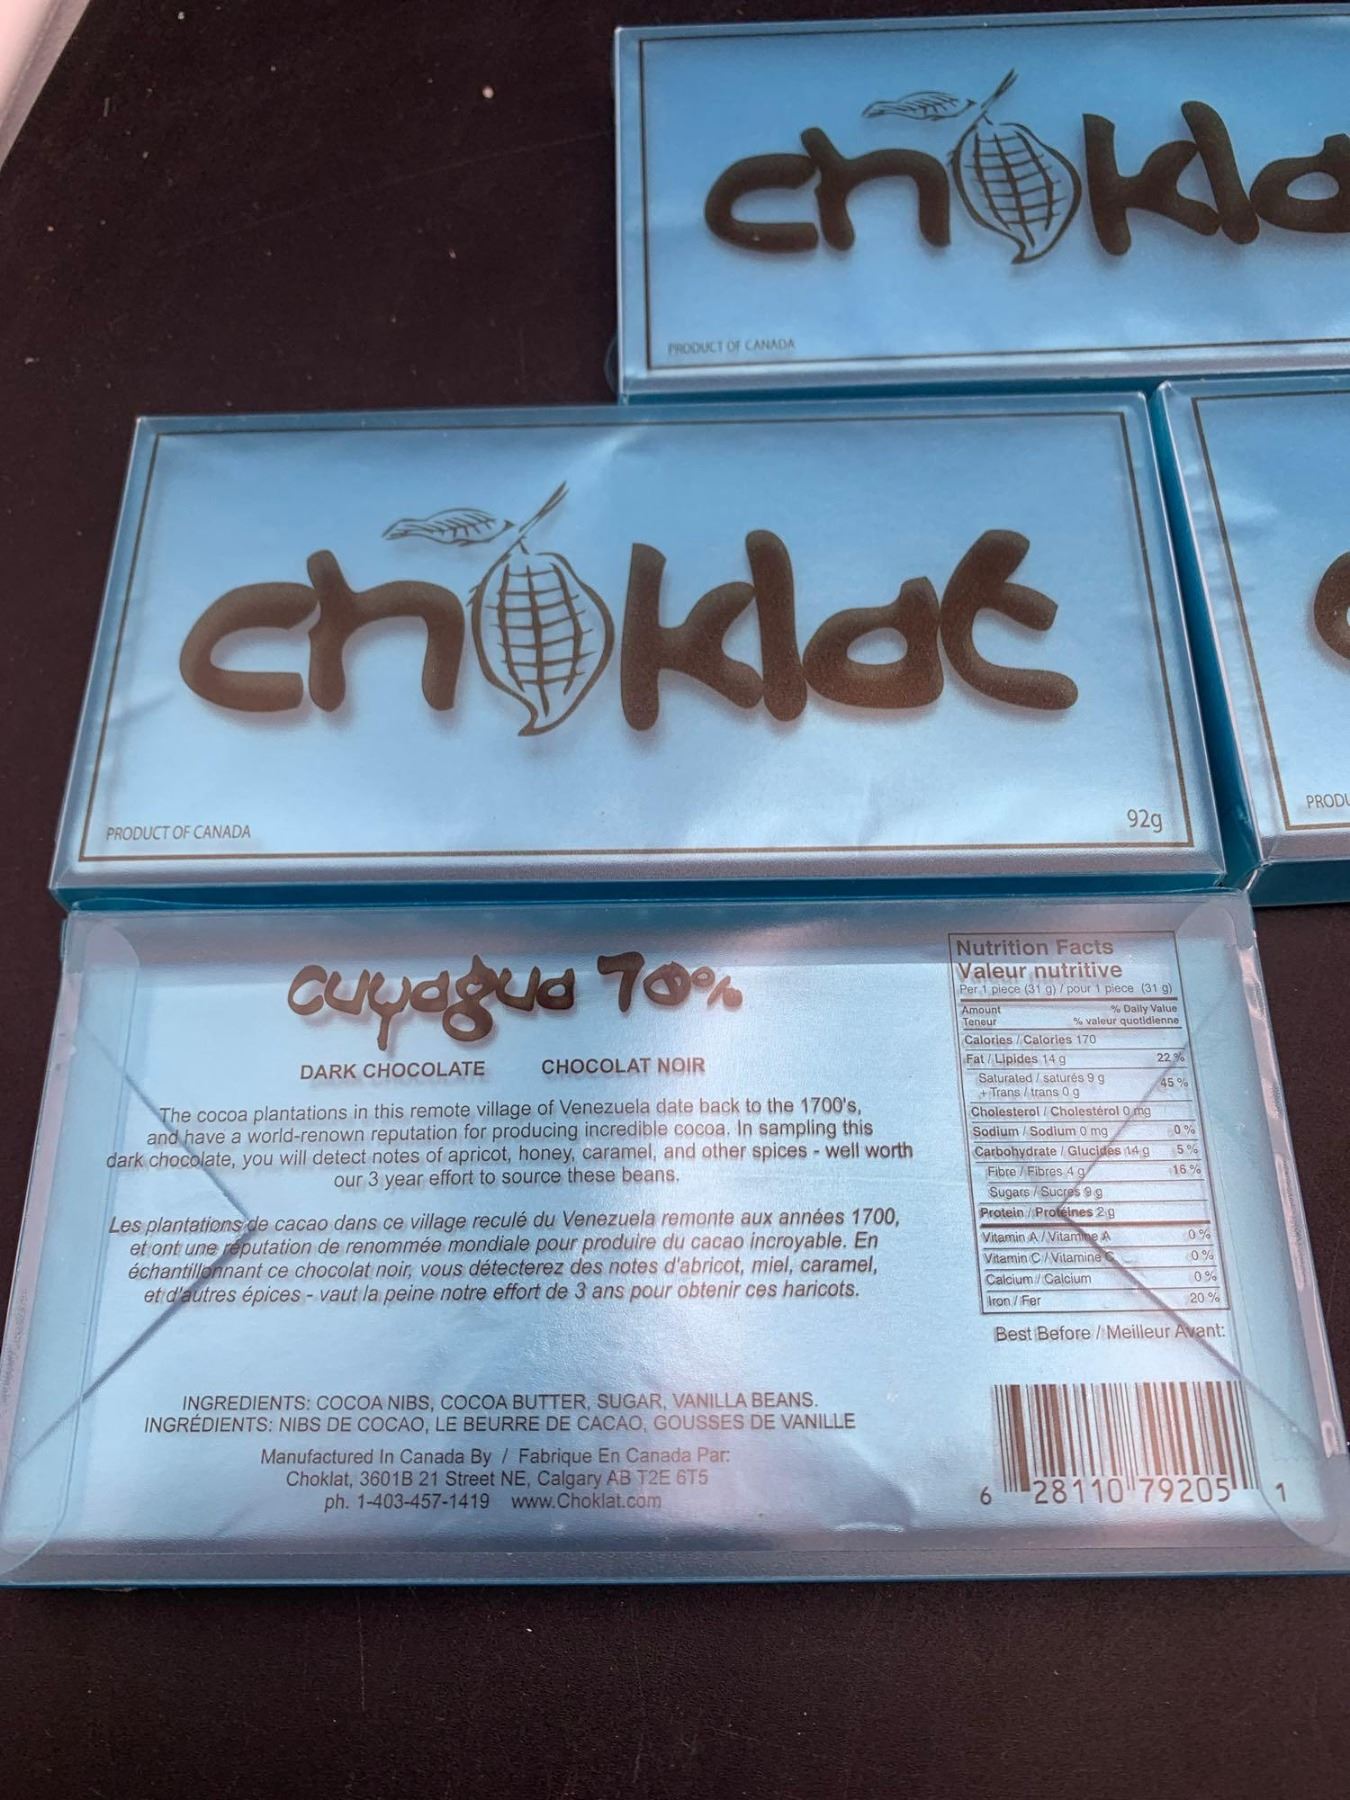 chokla
PRODUCT OF CANADA
choklat
PRODUCT OF CANADA
92g
cuyagua 70%
DARK CHOCOLATE CHOCOLAT NOIR
The cocoa plantations in this remote village of Venezuela date back to the 1700's,
and have a world-renown reputation for producing incredible cocoa. In sampling this
dark chocolate, you will detect notes of apricot, honey, caramel, and other spices - well worth
our 3 year effort to source these beans.
Les plantations de cacao dans ce village reculé du Venezuela remonte aux années 1700,
et ont une réputation de renommée mondiale pour produire du cacao incroyable. En
échantillonnant ce chocolat noir, vous détecterez des notes d'abricot, miel, caramel,
et d'autres épices - vaut la peine notre effort de 3 ans pour obtenir ces haricots.
INGREDIENTS: COCOA NIBS, COCOA BUTTER, SUGAR, VANILLA BEANS.
INGRÉDIENTS: NIBS DE COCAO, LE BEURRE DE CACAO, GOUSSES DE VANILLE
Manufactured In Canada By / Fabrique En Canada Par:
Choklat, 3601B 21 Street NE, Calgary AB T2E 6T5
ph. 1-403-457-1419 www.Choklat.com
Nutrition Facts
Valeur nutritive
Per 1 piece (31 g) / pour 1 piece (31 g)
Amount % Daily Value
Teneur % valeur quotidienne
Calories / Calories 170
Fat / Lipides 14 g 22 %
Saturated / saturés 9 g
+ Trans / trans 0 g 45 %
Cholesterol / Cholestérol 0 mg
Sodium / Sodium 0 mg 0 %
Carbohydrate / Glucides 14 g 5 %
Fibre / Fibres 4 g 16 %
Sugars / Sucres 9 g
Protein / Protéines 2 g
Vitamin A / Vitamine A 0 %
Vitamin C / Vitamine C 0 %
Calcium / Calcium 0 %
Iron / Fer 20 %
Best Before / Meilleur Avant:
6 28110 79205 1